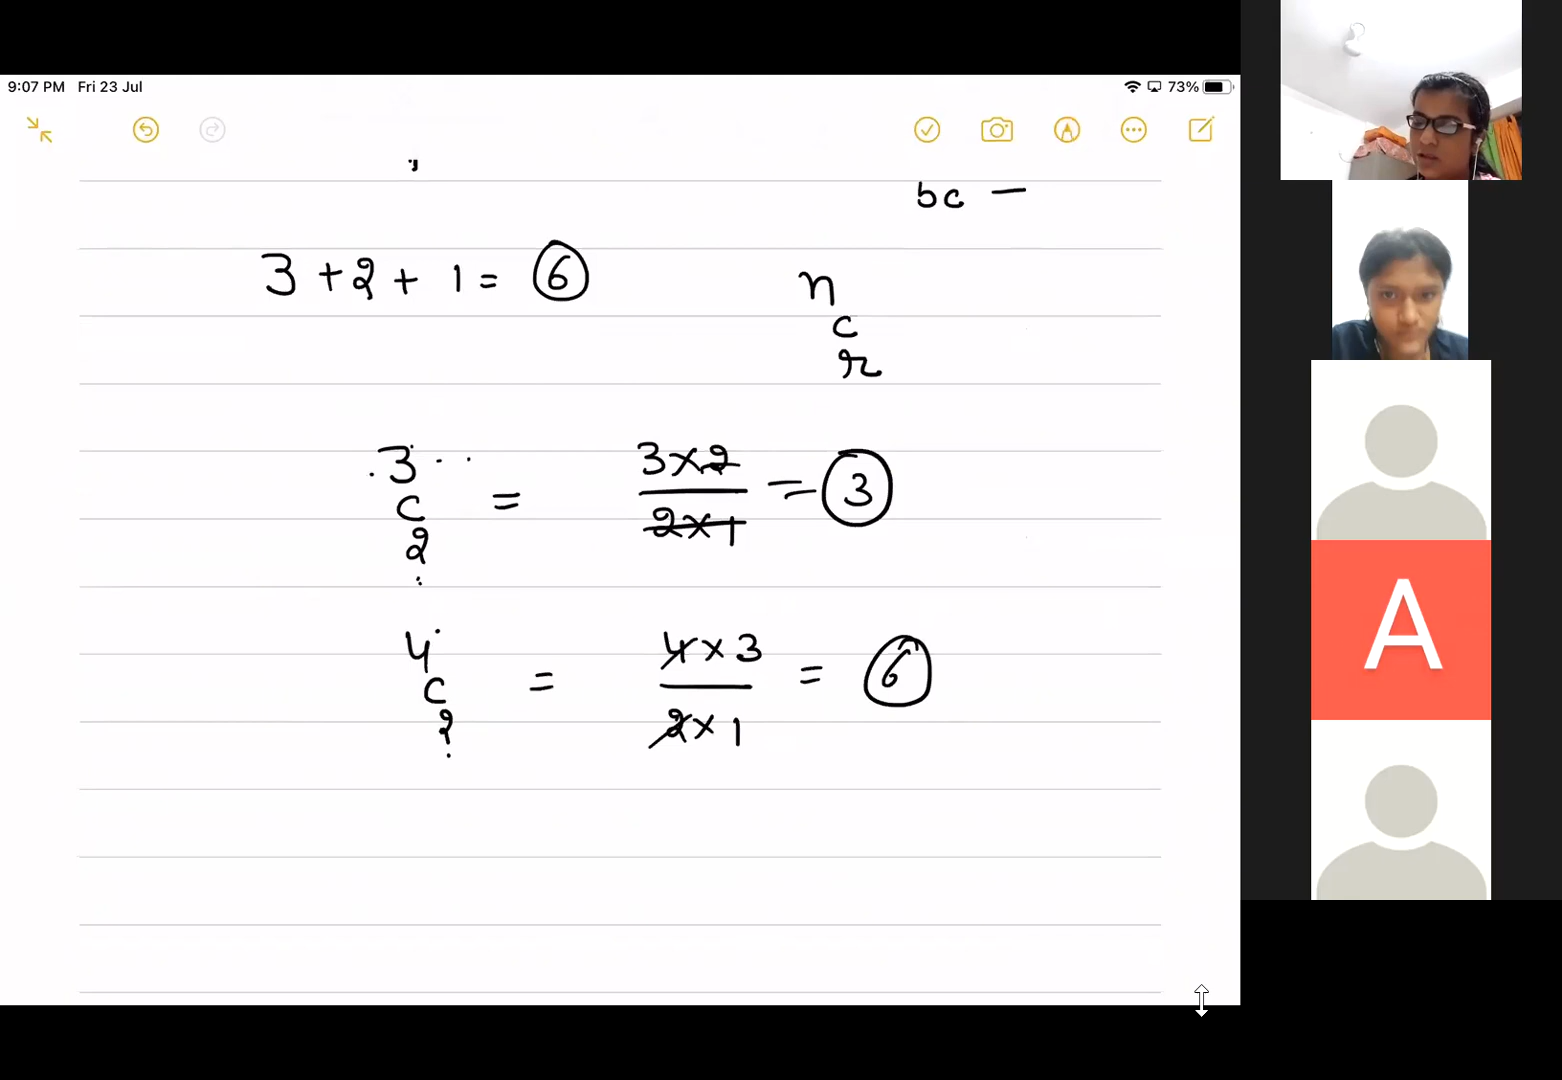 9:07 PM Fri 23 Jul 73%
bc —
3 + 2 + 1 = 6
n
c
r
3 3 × 2
c = = 3
2 2 × 1
4 4 × 3
c = = 6
2 2 × 1
A